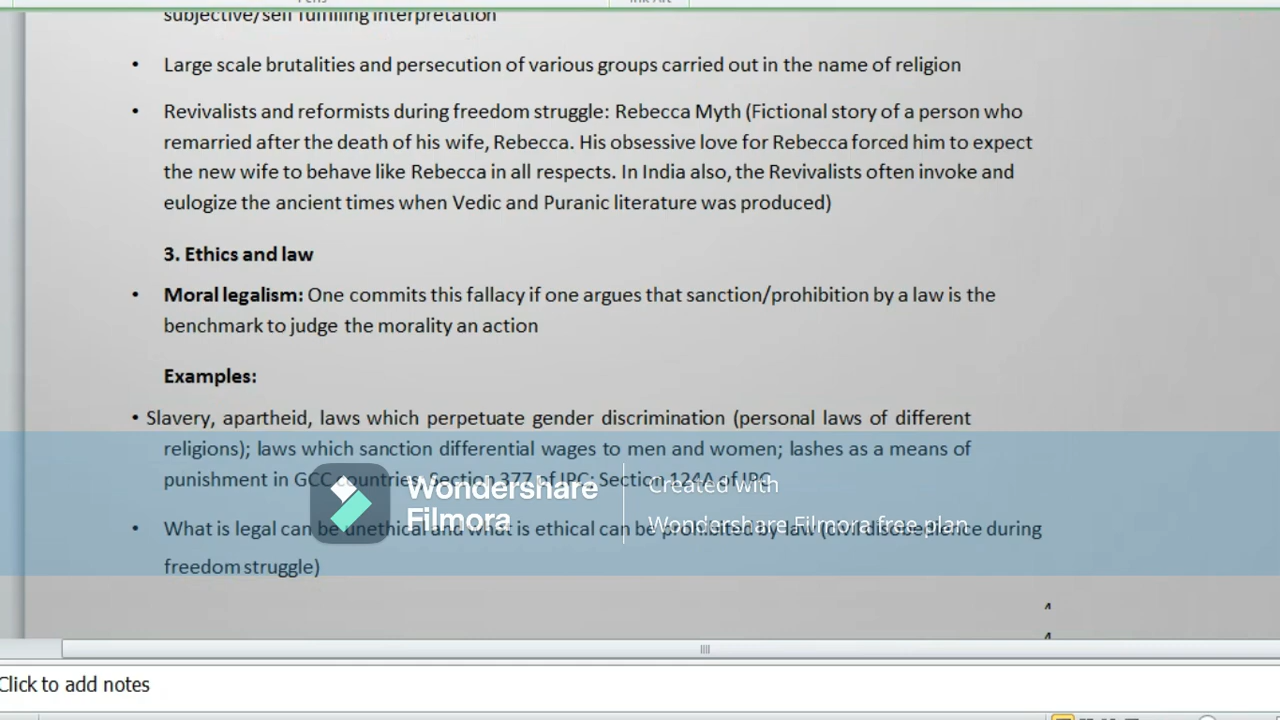 subjective/self fulfilling interpretation
• Large scale brutalities and persecution of various groups carried out in the name of religion
• Revivalists and reformists during freedom struggle: Rebecca Myth (Fictional story of a person who
remarried after the death of his wife, Rebecca. His obsessive love for Rebecca forced him to expect
the new wife to behave like Rebecca in all respects. In India also, the Revivalists often invoke and
eulogize the ancient times when Vedic and Puranic literature was produced)
3. Ethics and law
• Moral legalism: One commits this fallacy if one argues that sanction/prohibition by a law is the
benchmark to judge the morality an action
Examples:
• Slavery, apartheid, laws which perpetuate gender discrimination (personal laws of different
religions); laws which sanction differential wages to men and women; lashes as a means of
punishment in GCC countries, Section 377 of IPC; Section 124A of IPC
Wondershare
Filmora
Created with
Wondershare Filmora free plan
• What is legal can be unethical and what is ethical can be prohibited by law (civil disobedience during
freedom struggle)
Click to add notes